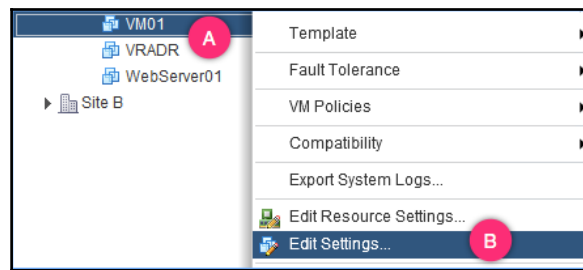 VM01
A
VRADR
WebServer01
Site B
Template
Fault Tolerance
VM Policies
Compatibility
Export System Logs...
Edit Resource Settings...
Edit Settings...
B